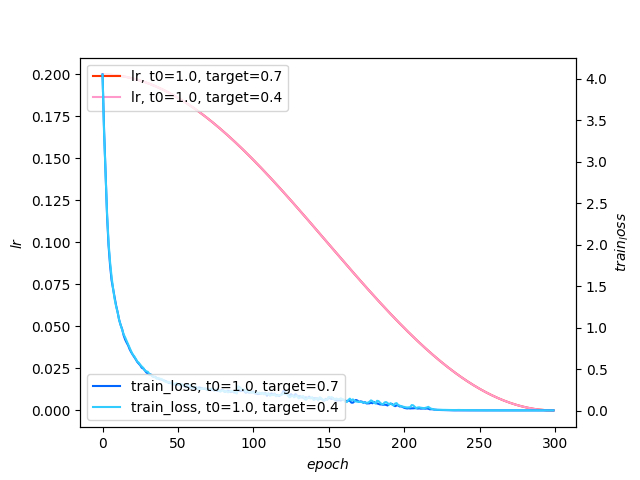 lr, t0=1.0, target=0.7
lr, t0=1.0, target=0.4
0.200
0.175
0.150
0.125
0.100
0.075
0.050
0.025
0.000
lr
4.0
3.5
3.0
2.5
2.0
1.5
1.0
0.5
0.0
train_loss
train_loss, t0=1.0, target=0.7
train_loss, t0=1.0, target=0.4
0 50 100 150 200 250 300
epoch